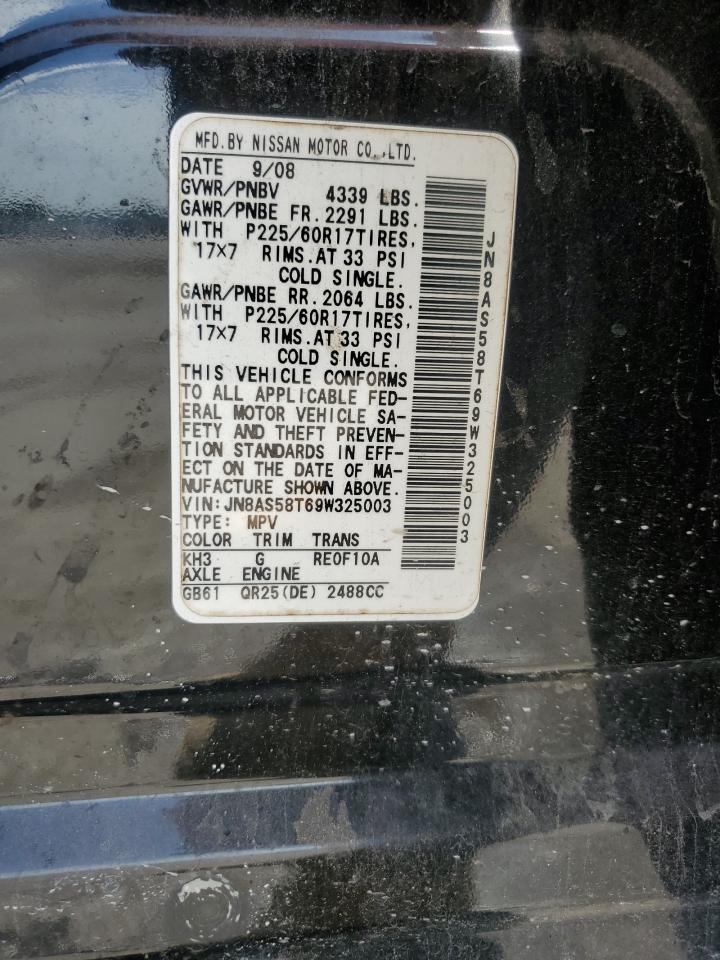 MFD.BY NISSAN MOTOR CO.,LTD.
DATE 9/08
GVWR/PNBV 4339 LBS.
GAWR/PNBE FR.2291 LBS.
WITH P225/60R17TIRES,
17×7 RIMS.AT 33 PSI
COLD SINGLE.
GAWR/PNBE RR.2064 LBS.
WITH P225/60R17TIRES,
17×7 RIMS.AT 33 PSI
COLD SINGLE.
THIS VEHICLE CONFORMS
TO ALL APPLICABLE FED-
ERAL MOTOR VEHICLE SA-
FETY AND THEFT PREVEN-
TION STANDARDS IN EFF-
ECT ON THE DATE OF MA-
NUFACTURE SHOWN ABOVE.
VIN:JN8AS58T69W325003
TYPE: MPV
COLOR TRIM TRANS
KH3 G RE0F10A
AXLE ENGINE
GB61 QR25(DE) 2488CC
JN8AS58T69W325003